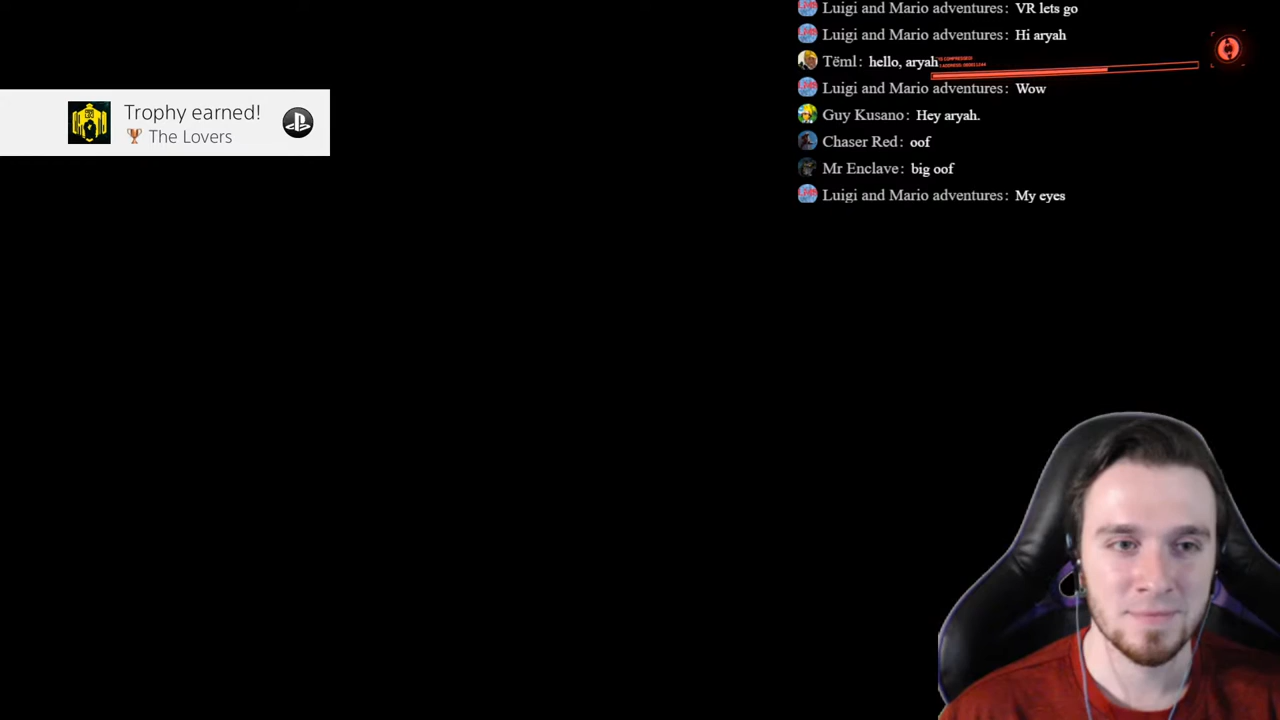 Luigi and Mario adventures: VR lets go
Luigi and Mario adventures: Hi aryah
Tëml: hello, aryah
Luigi and Mario adventures: Wow
Guy Kusano: Hey aryah.
Chaser Red: oof
Mr Enclave: big oof
Luigi and Mario adventures: My eyes
Trophy earned!
The Lovers